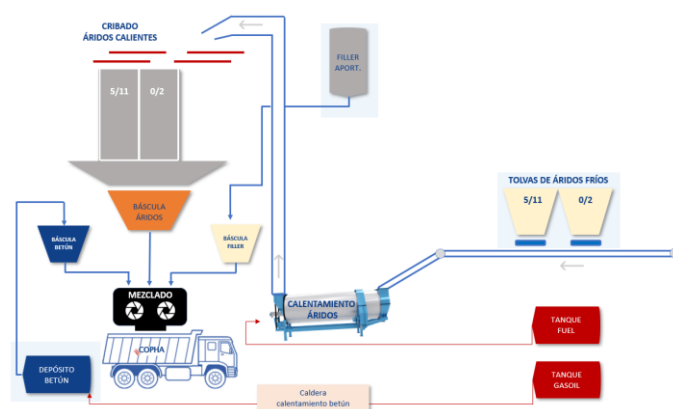 CRIBADO
ÁRIDOS CALIENTES
FILLER
APORT.
5/11
0/2
TOLVAS DE ÁRIDOS FRÍOS
5/11
0/2
BÁSCULA
ÁRIDOS
BÁSCULA
BETÚN
BÁSCULA
FILLER
MEZCLADO
CALENTAMIENTO
ÁRIDOS
COPHA
TANQUE
FUEL
DEPÓSITO
BETÚN
Caldera
calentamiento betún
TANQUE
GASOIL